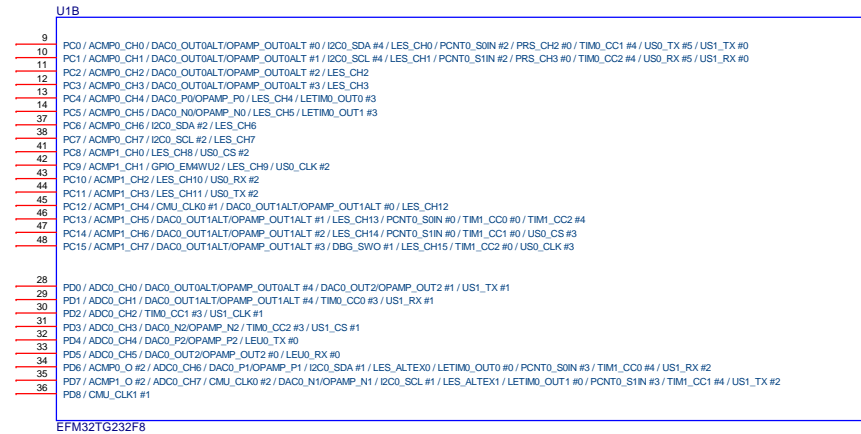 U1B
9 PC0 / ACMP0_CH0 / DAC0_OUT0ALT/OPAMP_OUT0ALT #0 / I2C0_SDA #4 / LES_CH0 / PCNT0_S0IN #2 / PRS_CH2 #0 / TIM0_CC1 #4 / US0_TX #5 / US1_TX #0
10 PC1 / ACMP0_CH1 / DAC0_OUT0ALT/OPAMP_OUT0ALT #1 / I2C0_SCL #4 / LES_CH1 / PCNT0_S1IN #2 / PRS_CH3 #0 / TIM0_CC2 #4 / US0_RX #5 / US1_RX #0
11 PC2 / ACMP0_CH2 / DAC0_OUT0ALT/OPAMP_OUT0ALT #2 / LES_CH2
12 PC3 / ACMP0_CH3 / DAC0_OUT0ALT/OPAMP_OUT0ALT #3 / LES_CH3
13 PC4 / ACMP0_CH4 / DAC0_P0/OPAMP_P0 / LES_CH4 / LETIM0_OUT0 #3
14 PC5 / ACMP0_CH5 / DAC0_N0/OPAMP_N0 / LES_CH5 / LETIM0_OUT1 #3
37 PC6 / ACMP0_CH6 / I2C0_SDA #2 / LES_CH6
38 PC7 / ACMP0_CH7 / I2C0_SCL #2 / LES_CH7
41 PC8 / ACMP1_CH0 / LES_CH8 / US0_CS #2
42 PC9 / ACMP1_CH1 / GPIO_EM4WU2 / LES_CH9 / US0_CLK #2
43 PC10 / ACMP1_CH2 / LES_CH10 / US0_RX #2
44 PC11 / ACMP1_CH3 / LES_CH11 / US0_TX #2
45 PC12 / ACMP1_CH4 / CMU_CLK0 #1 / DAC0_OUT1ALT/OPAMP_OUT1ALT #0 / LES_CH12
46 PC13 / ACMP1_CH5 / DAC0_OUT1ALT/OPAMP_OUT1ALT #1 / LES_CH13 / PCNT0_S0IN #0 / TIM1_CC0 #0 / TIM1_CC2 #4
47 PC14 / ACMP1_CH6 / DAC0_OUT1ALT/OPAMP_OUT1ALT #2 / LES_CH14 / PCNT0_S1IN #0 / TIM1_CC1 #0 / US0_CS #3
48 PC15 / ACMP1_CH7 / DAC0_OUT1ALT/OPAMP_OUT1ALT #3 / DBG_SWO #1 / LES_CH15 / TIM1_CC2 #0 / US0_CLK #3
28 PD0 / ADC0_CH0 / DAC0_OUT0ALT/OPAMP_OUT0ALT #4 / DAC0_OUT2/OPAMP_OUT2 #1 / US1_TX #1
29 PD1 / ADC0_CH1 / DAC0_OUT1ALT/OPAMP_OUT1ALT #4 / TIM0_CC0 #3 / US1_RX #1
30 PD2 / ADC0_CH2 / TIM0_CC1 #3 / US1_CLK #1
31 PD3 / ADC0_CH3 / DAC0_N2/OPAMP_N2 / TIM0_CC2 #3 / US1_CS #1
32 PD4 / ADC0_CH4 / DAC0_P2/OPAMP_P2 / LEU0_TX #0
33 PD5 / ADC0_CH5 / DAC0_OUT2/OPAMP_OUT2 #0 / LEU0_RX #0
34 PD6 / ACMP0_O #2 / ADC0_CH6 / DAC0_P1/OPAMP_P1 / I2C0_SDA #1 / LES_ALTEX0 / LETIM0_OUT0 #0 / PCNT0_S0IN #3 / TIM1_CC0 #4 / US1_RX #2
35 PD7 / ACMP1_O #2 / ADC0_CH7 / CMU_CLK0 #2 / DAC0_N1/OPAMP_N1 / I2C0_SCL #1 / LES_ALTEX1 / LETIM0_OUT1 #0 / PCNT0_S1IN #3 / TIM1_CC1 #4 / US1_TX #2
36 PD8 / CMU_CLK1 #1
EFM32TG232F8